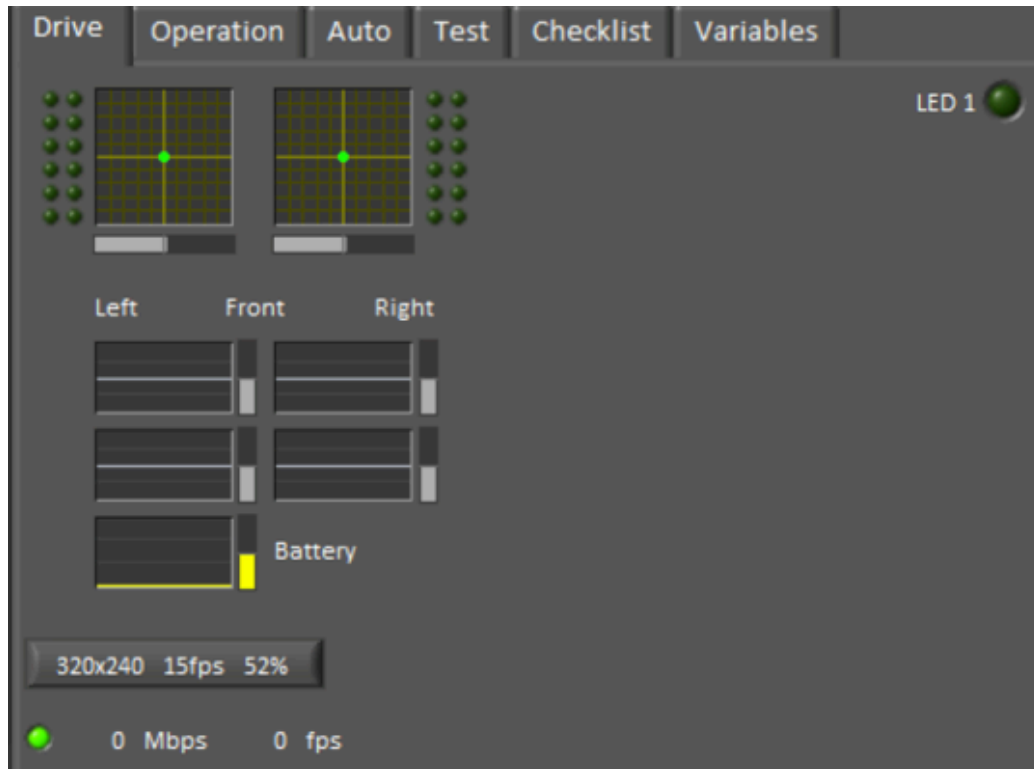 Drive Operation Auto Test Checklist Variables
LED 1
Left Front Right
Battery
320x240 15fps 52%
0 Mbps 0 fps